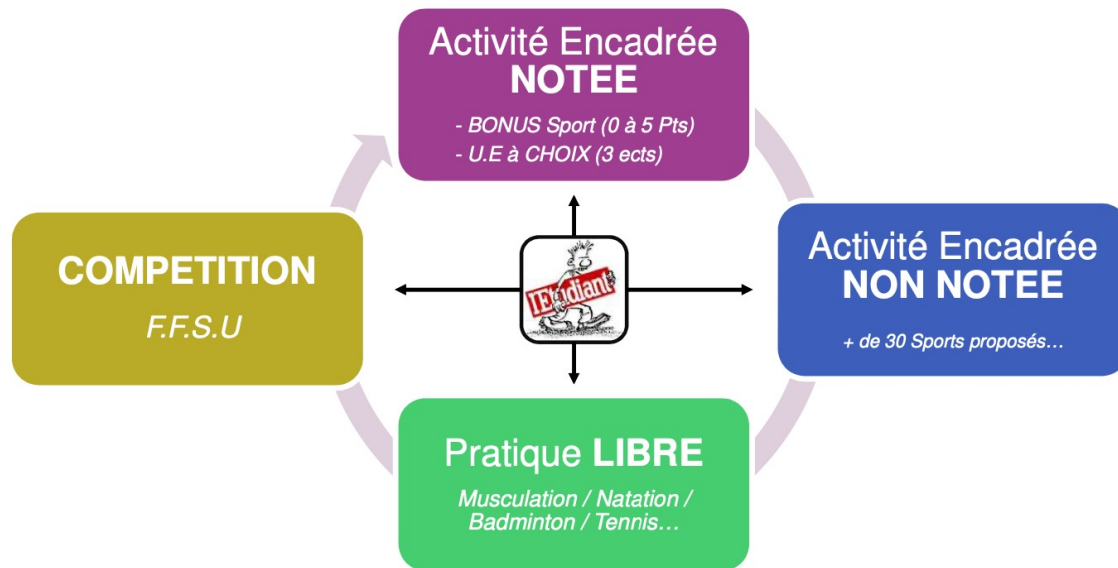 Activité Encadrée
NOTEE
- BONUS Sport (0 à 5 Pts)
- U.E à CHOIX (3 ects)
COMPETITION
F.F.S.U
l'Etudiant
Activité Encadrée
NON NOTEE
+ de 30 Sports proposés…
Pratique LIBRE
Musculation / Natation /
Badminton / Tennis…